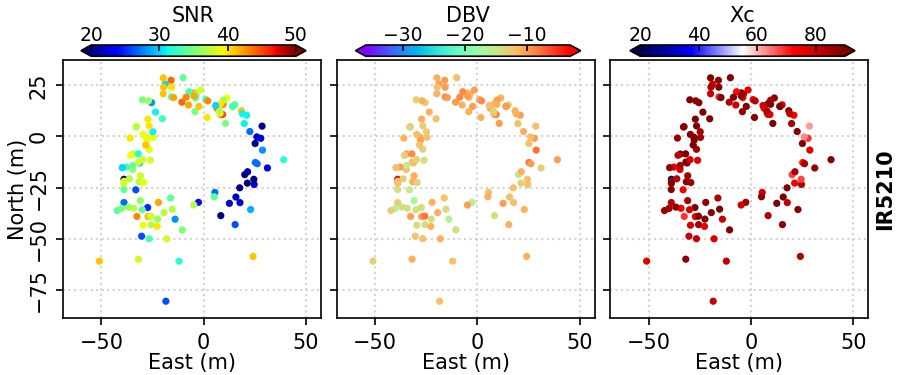 SNR DBV Xc
20 30 40 50 −30 −20 −10 20 40 60 80
25
0
−25
−50
−75
North (m)
−50 0 50 −50 0 50 −50 0 50
East (m) East (m) East (m)
IR5210